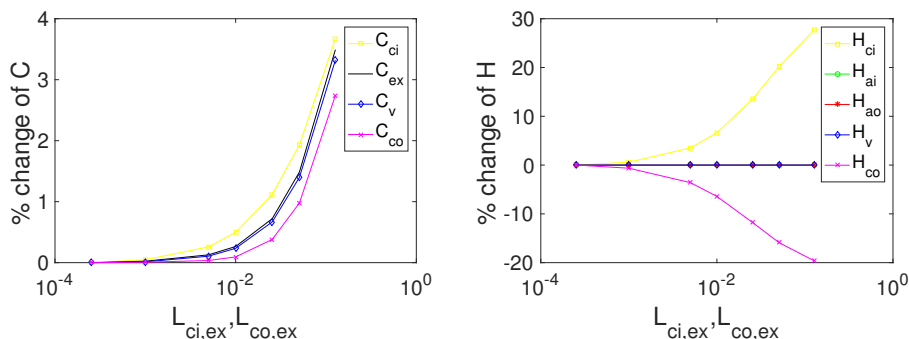 4
3
2
1
0
% change of C
10^-4
10^-2
10^0
L_ci,ex,L_co,ex
C_ci
C_ex
C_v
C_co
30
20
10
0
-10
-20
% change of H
10^-4
10^-2
10^0
L_ci,ex,L_co,ex
H_ci
H_ai
H_ao
H_v
H_co